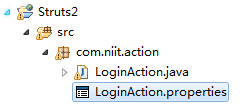 Struts2
src
com.niit.action
LoginAction.java
LoginAction.properties